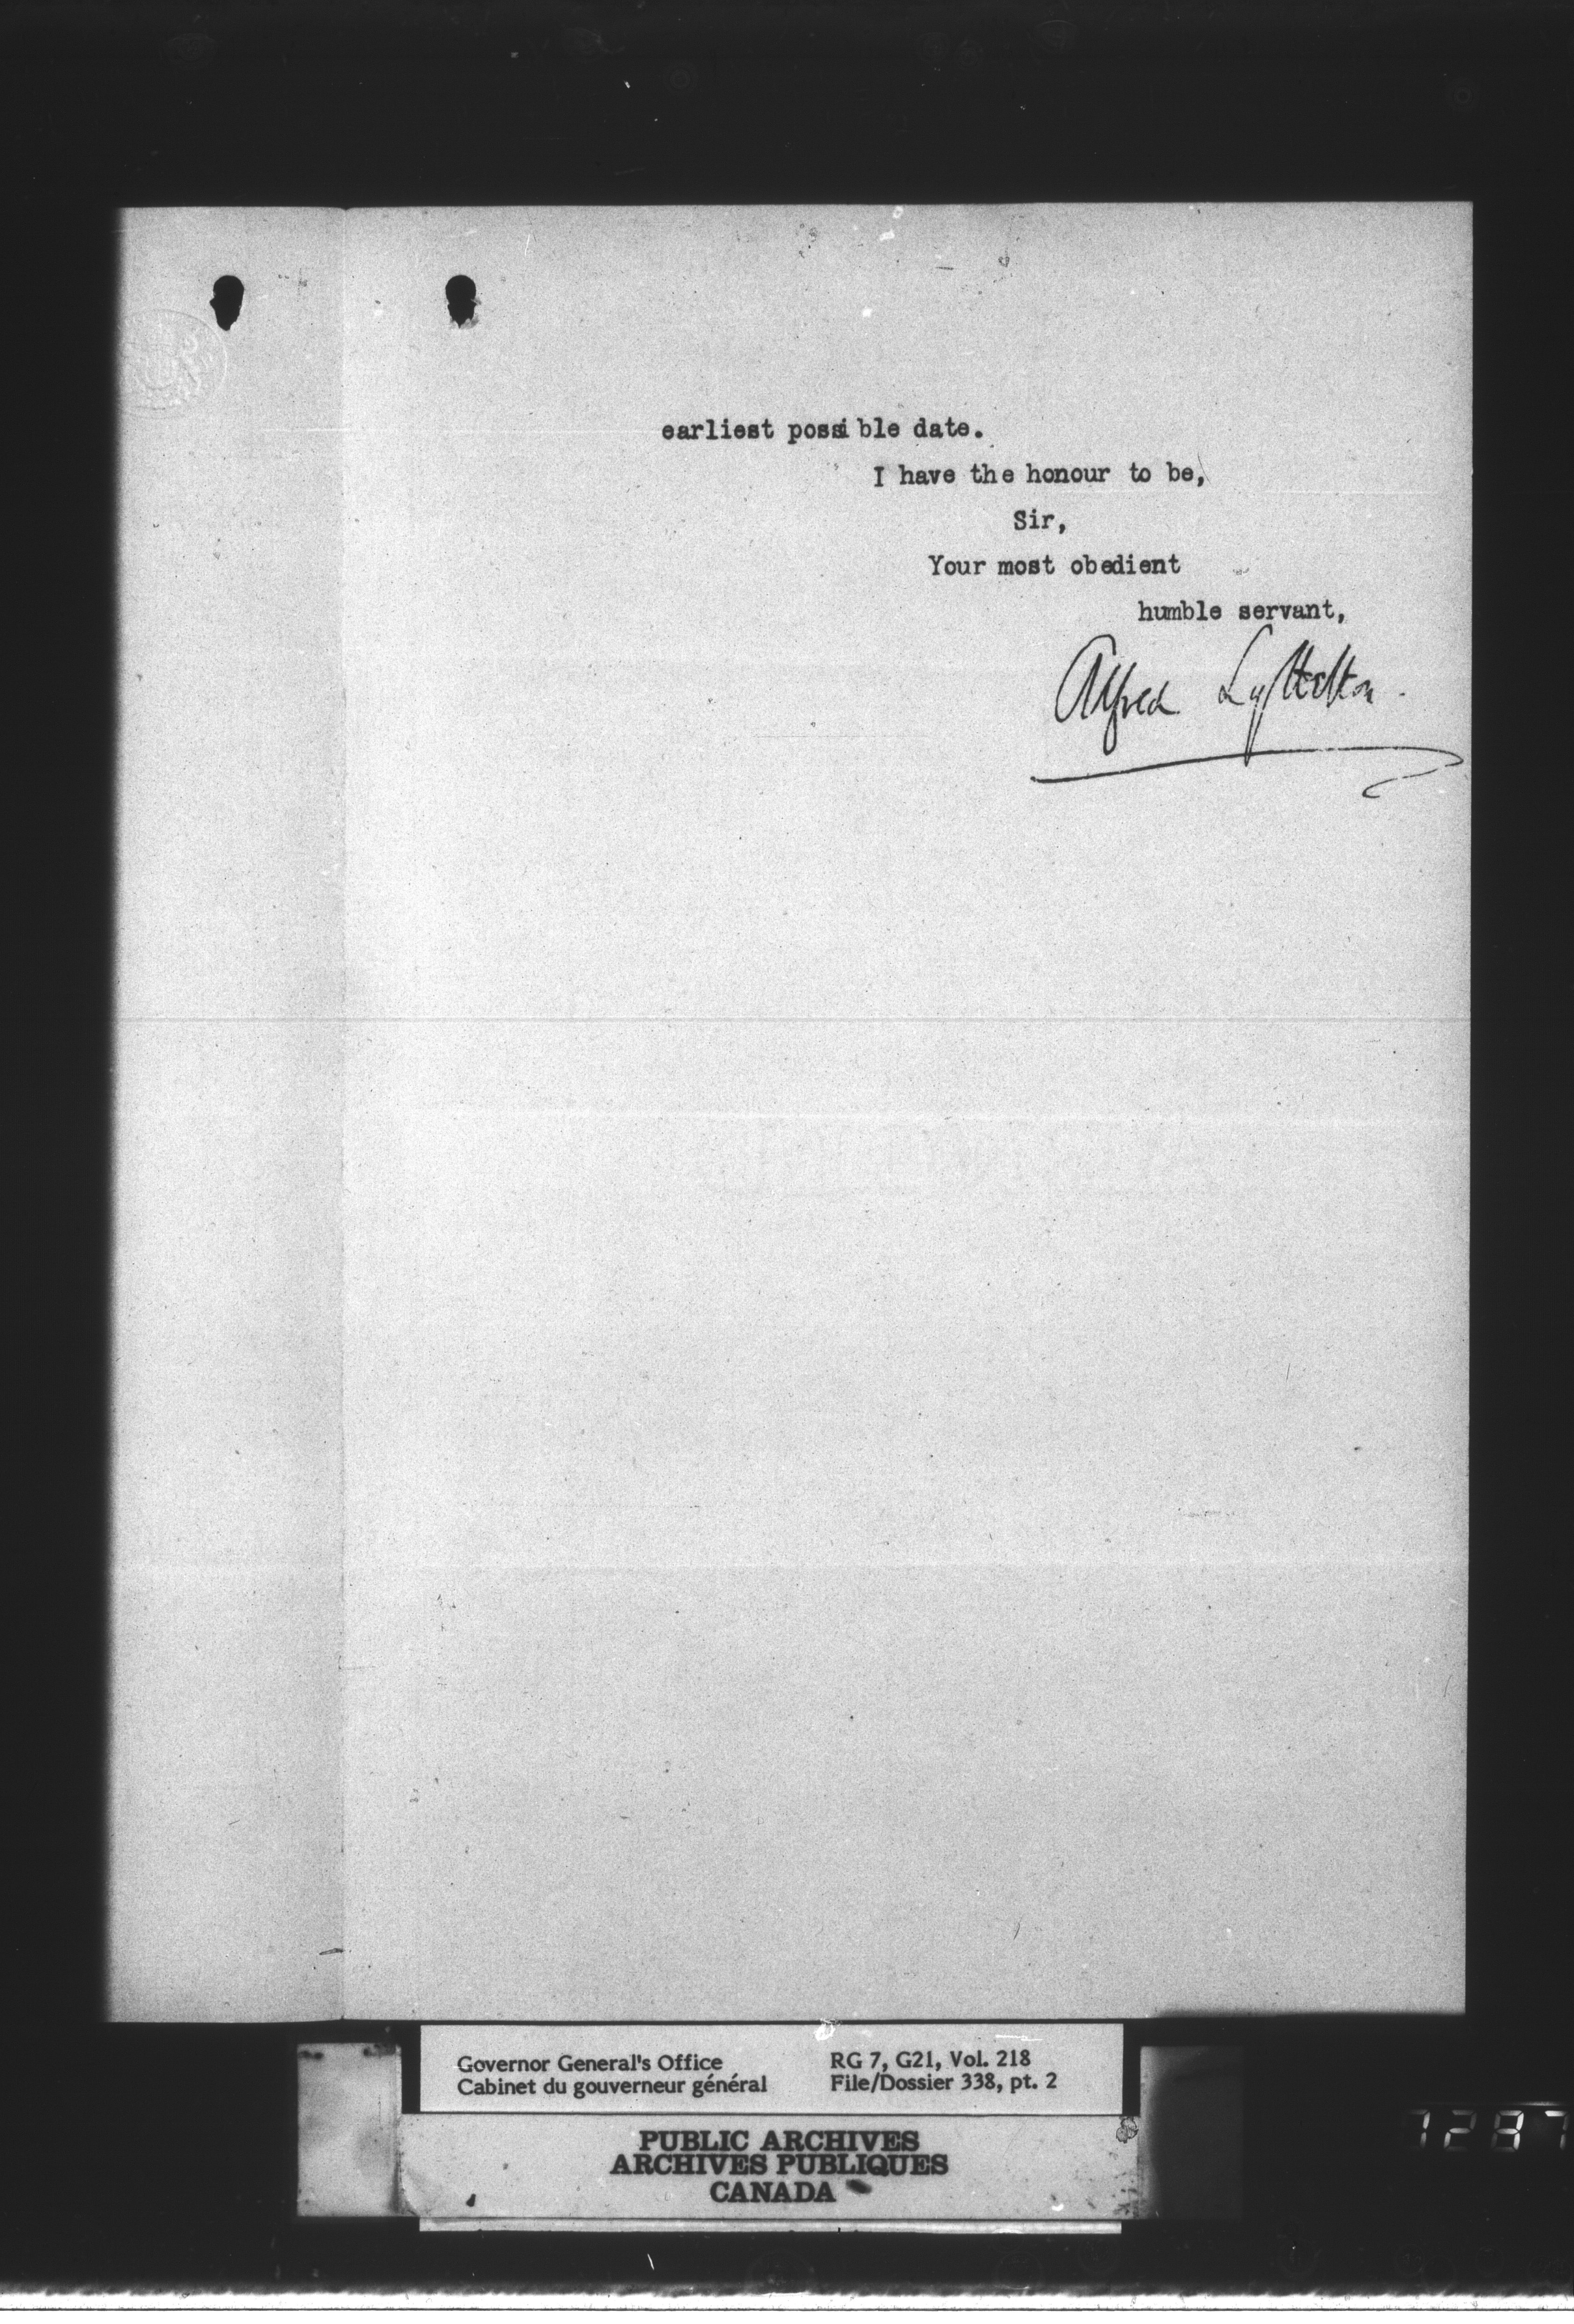 earliest possible date.
I have the honour to be,
Sir,
Your most obedient
humble servant,
Alfred Lyttelton.
Governor General's Office
Cabinet du gouverneur général
RG 7, G21, Vol. 218
File/Dossier 338, pt. 2
PUBLIC ARCHIVES
ARCHIVES PUBLIQUES
CANADA
1287